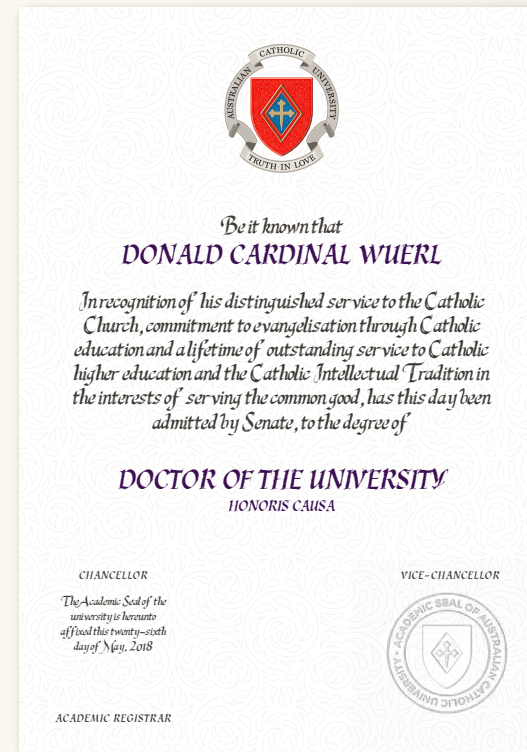 AUSTRALIAN CATHOLIC UNIVERSITY
TRUTH IN LOVE
Be it known that
DONALD CARDINAL WUERL
In recognition of his distinguished service to the Catholic
Church, commitment to evangelisation through Catholic
education and a lifetime of outstanding service to Catholic
higher education and the Catholic Intellectual Tradition in
the interests of serving the common good, has this day been
admitted by Senate, to the degree of
DOCTOR OF THE UNIVERSITY
HONORIS CAUSA
CHANCELLOR
VICE-CHANCELLOR
The Academic Seal of the
university is hereunto
affixed this twenty-sixth
day of May, 2018
ACADEMIC SEAL OF AUSTRALIAN CATHOLIC UNIVERSITY
ACADEMIC REGISTRAR